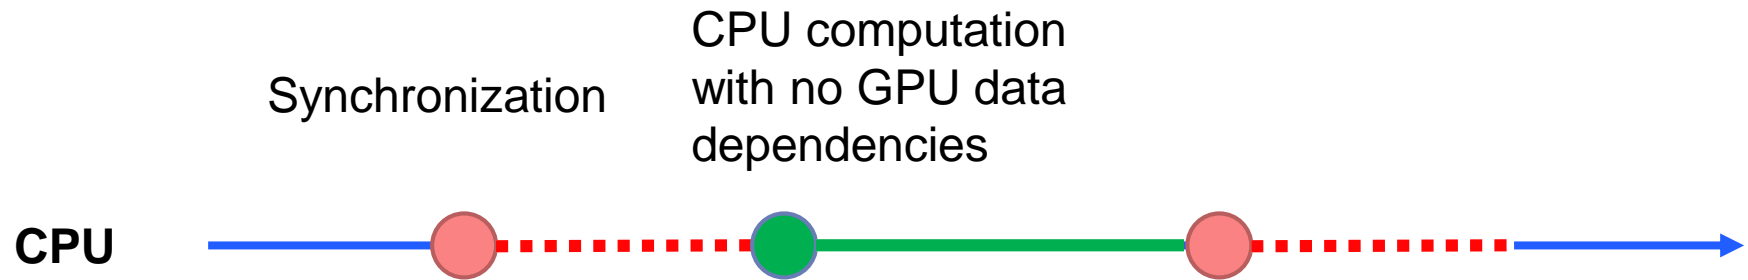 Synchronization
CPU computation
with no GPU data
dependencies
CPU